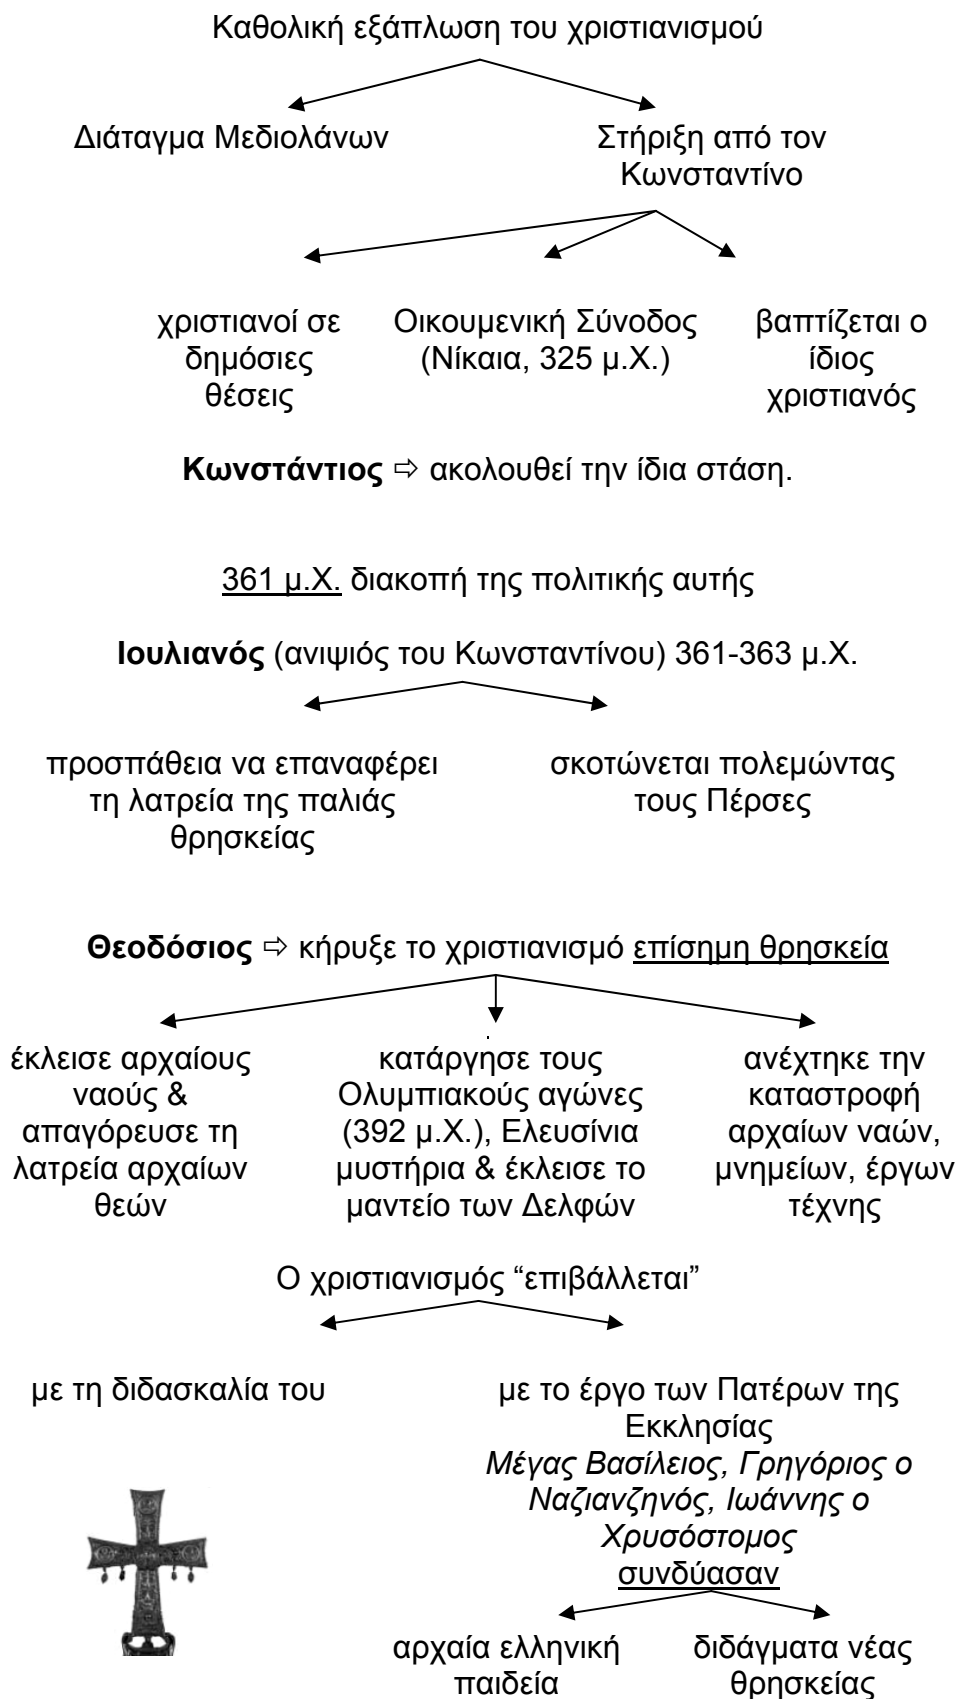 Καθολική εξάπλωση του χριστιανισμού
Διάταγμα Μεδιολάνων
Στήριξη από τον
Κωνσταντίνο
χριστιανοί σε
δημόσιες
θέσεις
Οικουμενική Σύνοδος
(Νίκαια, 325 μ.Χ.)
βαπτίζεται ο
ίδιος
χριστιανός
Κωνστάντιος ⇨ ακολουθεί την ίδια στάση.
361 μ.Χ. διακοπή της πολιτικής αυτής
Ιουλιανός (ανιψιός του Κωνσταντίνου) 361-363 μ.Χ.
προσπάθεια να επαναφέρει
τη λατρεία της παλιάς
θρησκείας
σκοτώνεται πολεμώντας
τους Πέρσες
Θεοδόσιος ⇨ κήρυξε το χριστιανισμό επίσημη θρησκεία
έκλεισε αρχαίους
ναούς &
απαγόρευσε τη
λατρεία αρχαίων
θεών
κατάργησε τους
Ολυμπιακούς αγώνες
(392 μ.Χ.), Ελευσίνια
μυστήρια & έκλεισε το
μαντείο των Δελφών
ανέχτηκε την
καταστροφή
αρχαίων ναών,
μνημείων, έργων
τέχνης
Ο χριστιανισμός “επιβάλλεται”
με τη διδασκαλία του
με το έργο των Πατέρων της
Εκκλησίας
Μέγας Βασίλειος, Γρηγόριος ο
Ναζιανζηνός, Ιωάννης ο
Χρυσόστομος
συνδύασαν
αρχαία ελληνική
παιδεία
διδάγματα νέας
θρησκείας